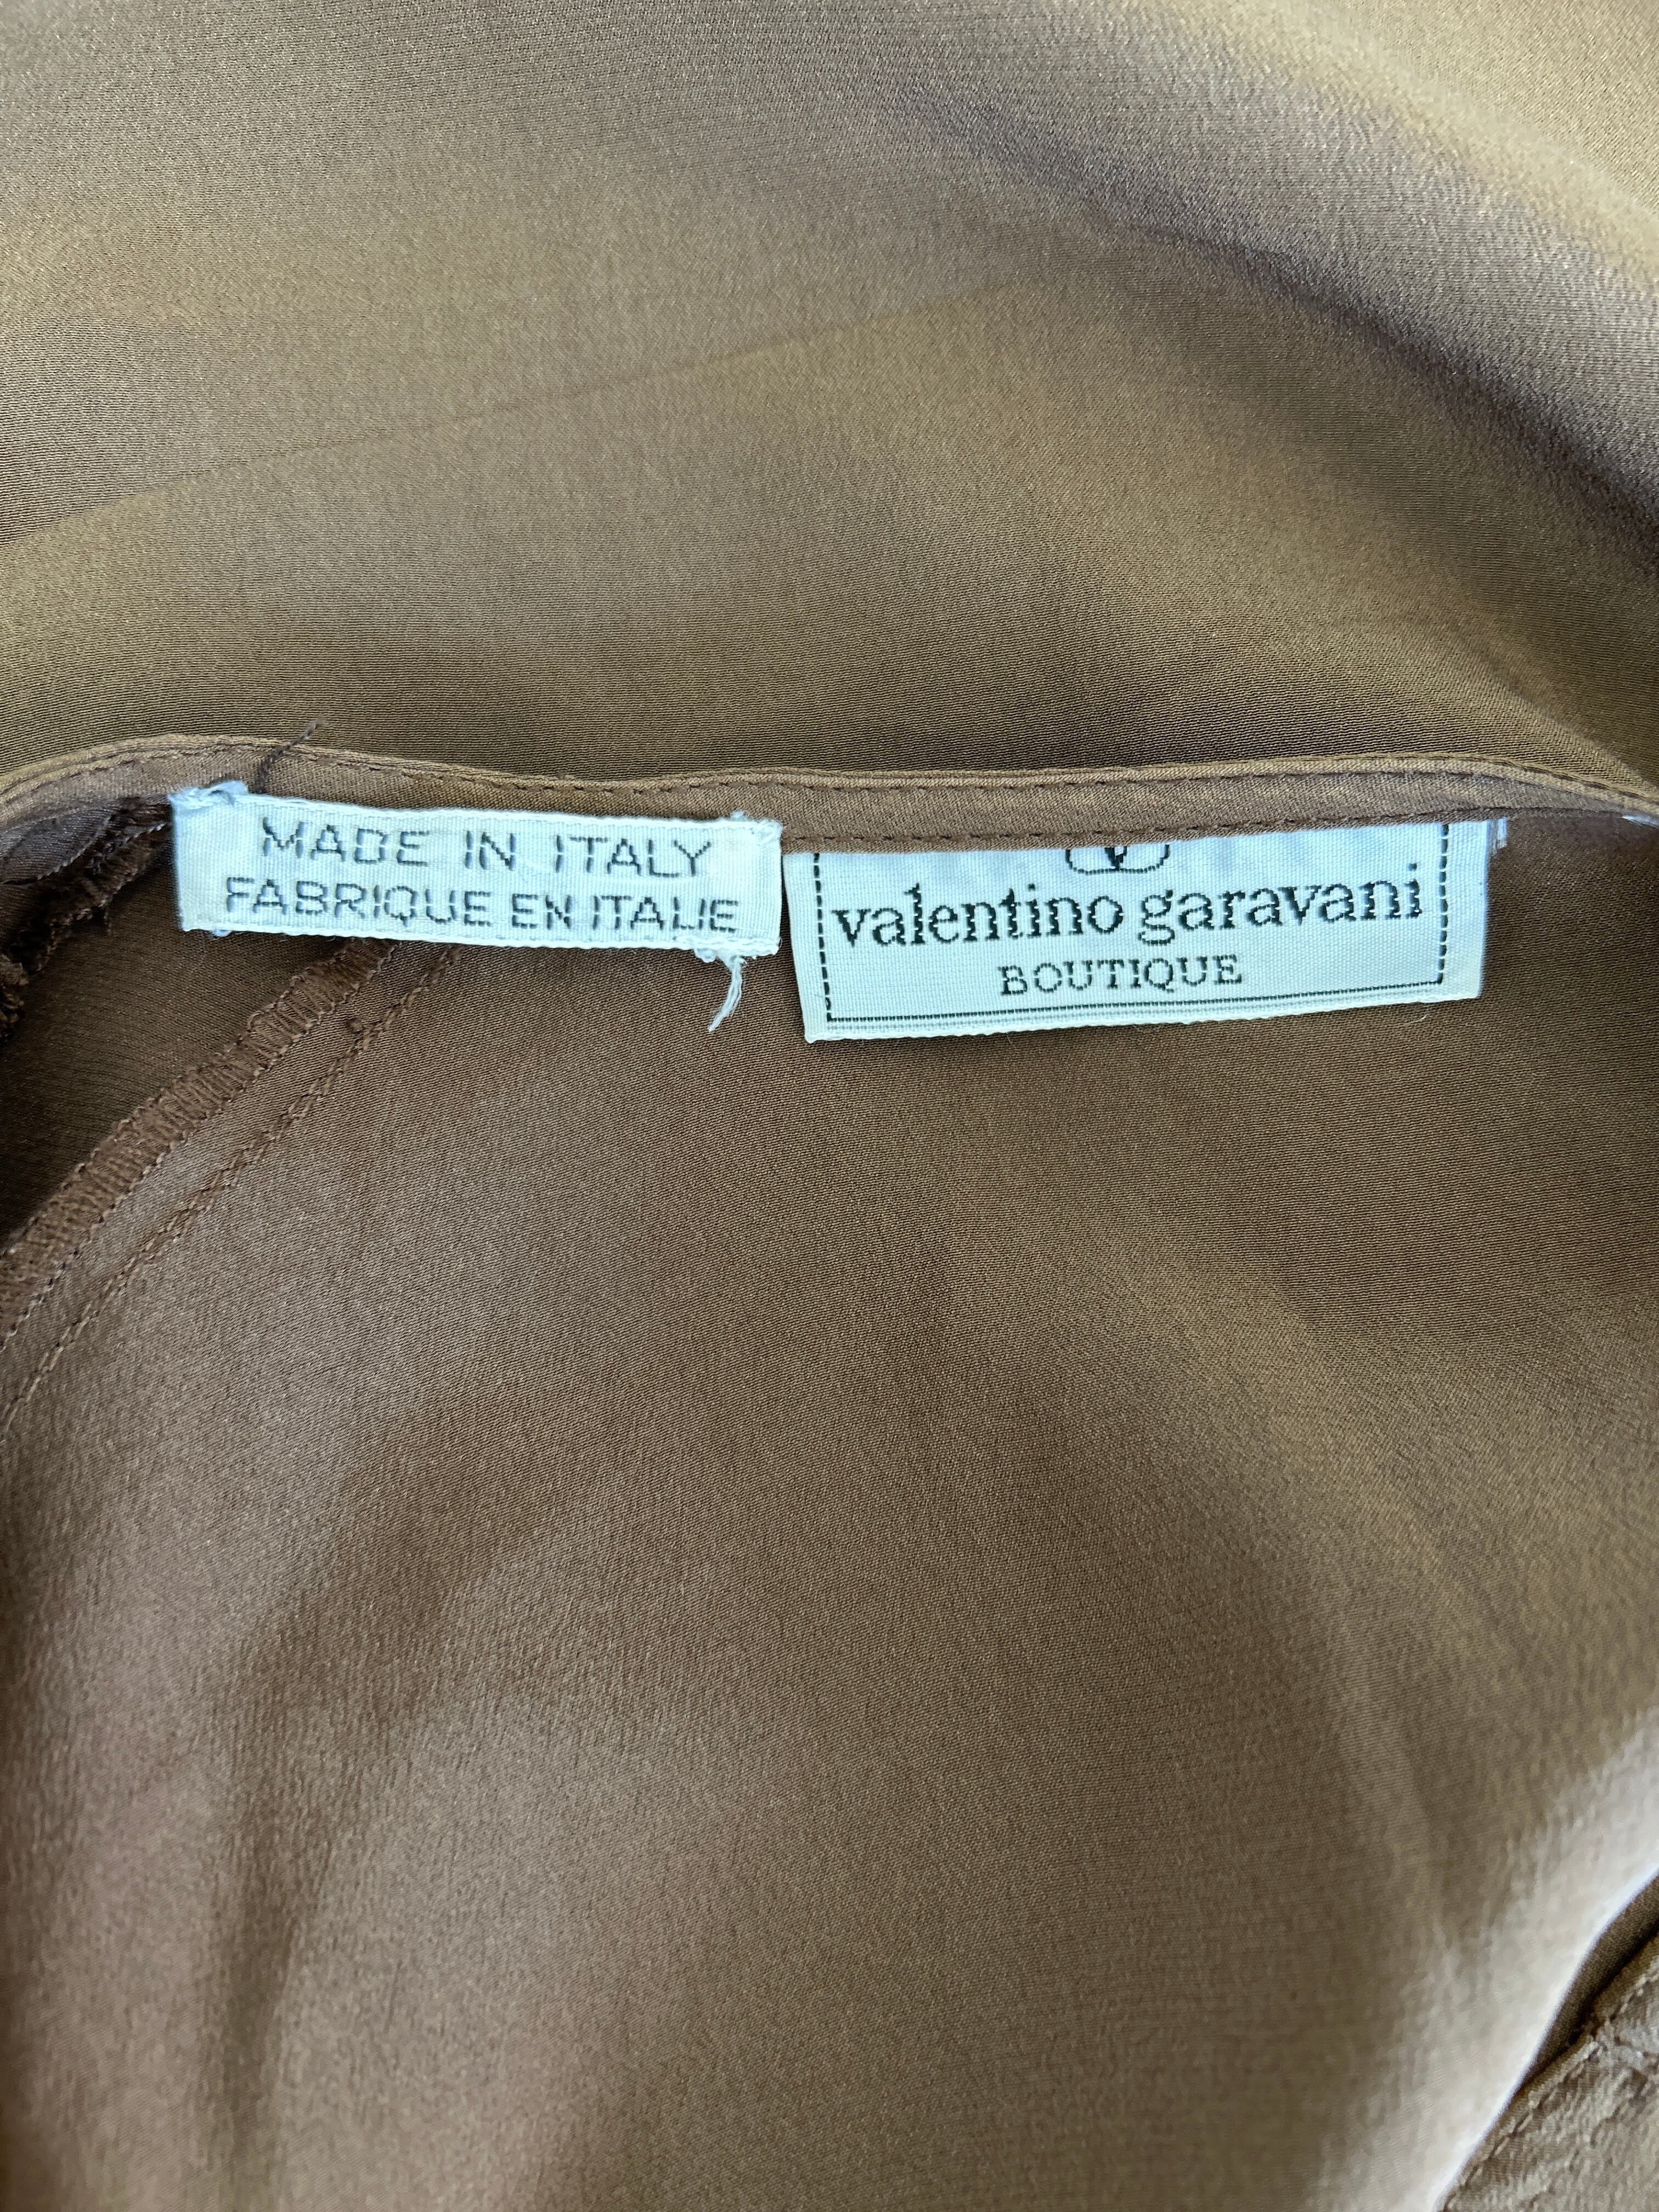 MADE IN ITALY
FABRIQUE EN ITALIE
V
valentino garavani
BOUTIQUE